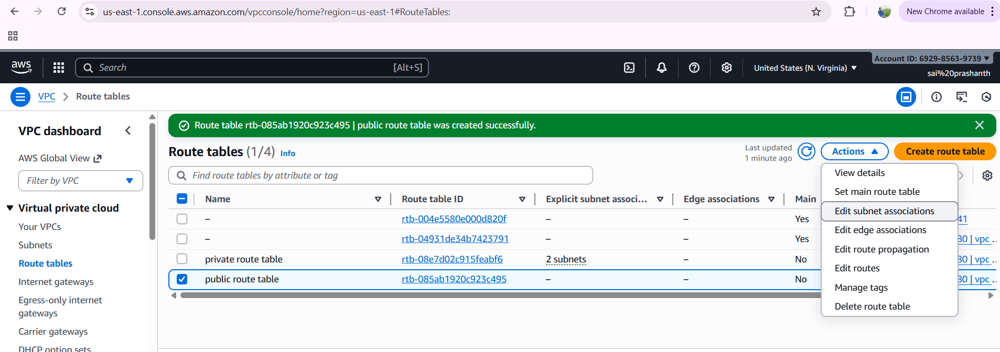 us-east-1.console.aws.amazon.com/vpcconsole/home?region=us-east-1#RouteTables:
New Chrome available
aws
Search
[Alt+S]
United States (N. Virginia)
Account ID: 6929-8563-9739
sai%20prashanth
VPC
Route tables
VPC dashboard
AWS Global View
Filter by VPC
Virtual private cloud
Your VPCs
Subnets
Route tables
Internet gateways
Egress-only internet
gateways
Carrier gateways
DHCP option sets
Route table rtb-085ab1920c923c495 | public route table was created successfully.
Route tables (1/4) Info
Last updated
1 minute ago
Actions
Create route table
Find route tables by attribute or tag
Name Route table ID Explicit subnet associ... Edge associations Main
– rtb-004e5580e000d820f – – Yes 41
– rtb-04931de34b7423791 – – Yes 80 | vpc ...
private route table rtb-08e7d02c915feabf6 2 subnets – No 80 | vpc ...
public route table rtb-085ab1920c923c495 – – No 80 | vpc ...
View details
Set main route table
Edit subnet associations
Edit edge associations
Edit route propagation
Edit routes
Manage tags
Delete route table